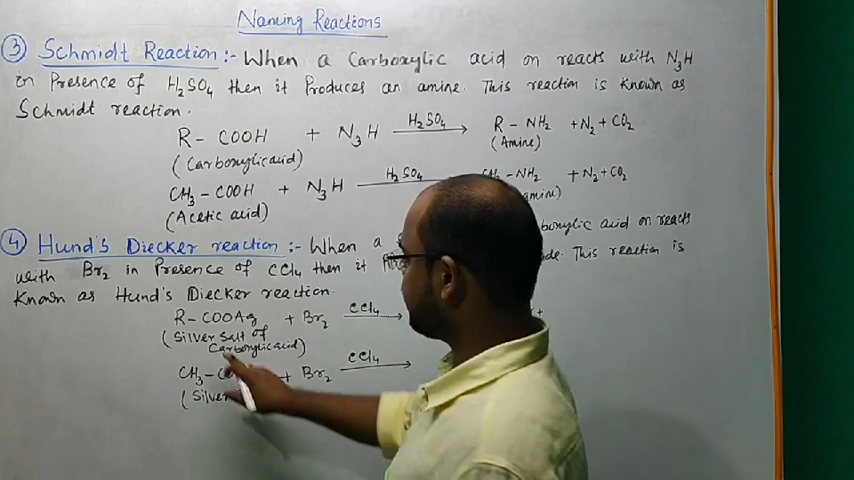 Naming Reactions
③ Schmidt Reaction :- When a Carboxylic acid on reacts with N3H
in Presence of H2SO4 then it Produces an amine. This reaction is Known as
Schmidt reaction.
R - COOH + N3H H2SO4 R - NH2 + N2 + CO2
(Carboxylic acid) (Amine)
CH3 - COOH + N3H H2SO4 CH3 - NH2 + N2 + CO2
(Acetic acid) amine)
④ Hund's Diecker reaction :- When a carboxylic acid on reacts
with Br2 in Presence of CCl4 then it This reaction is
Known as Hund's Diecker reaction.
R - COOAg + Br2 CCl4
(Silver Salt of
Carboxylic acid)
CH3 - + Br2 CCl4
(Silver